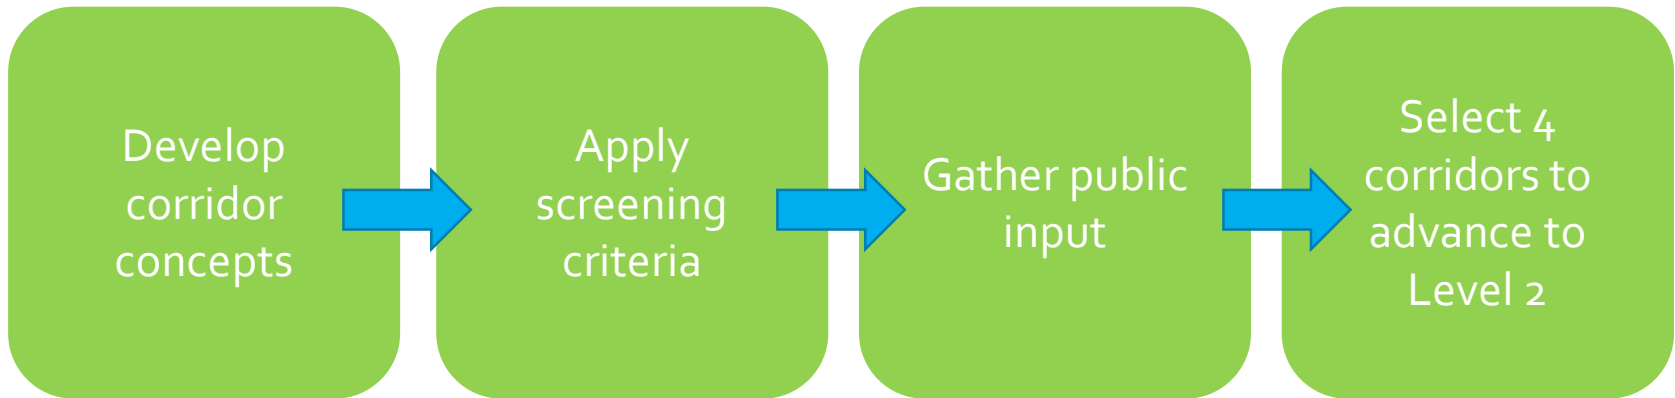 Develop
corridor
concepts
Apply
screening
criteria
Gather public
input
Select 4
corridors to
advance to
Level 2